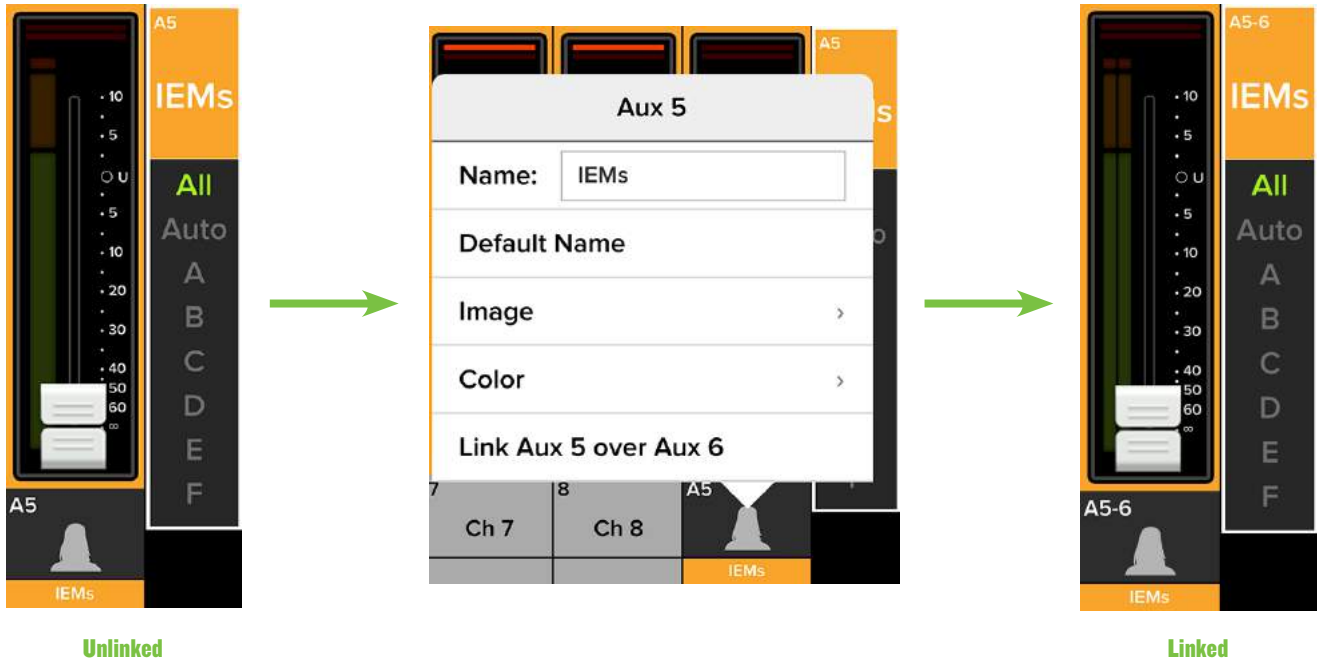 A5
IEMs
10
5
U
5
10
20
30
40
50
60
∞
All
Auto
A
B
C
D
E
F
A5
IEMs
Unlinked
A5
s
Aux 5
Name: IEMs
Default Name
Image ›
Color ›
Link Aux 5 over Aux 6
o
F
7 8 A5
Ch 7 Ch 8
IEMs
A5-6
IEMs
10
5
U
5
10
20
30
40
50
60
∞
All
Auto
A
B
C
D
E
F
A5-6
IEMs
Linked